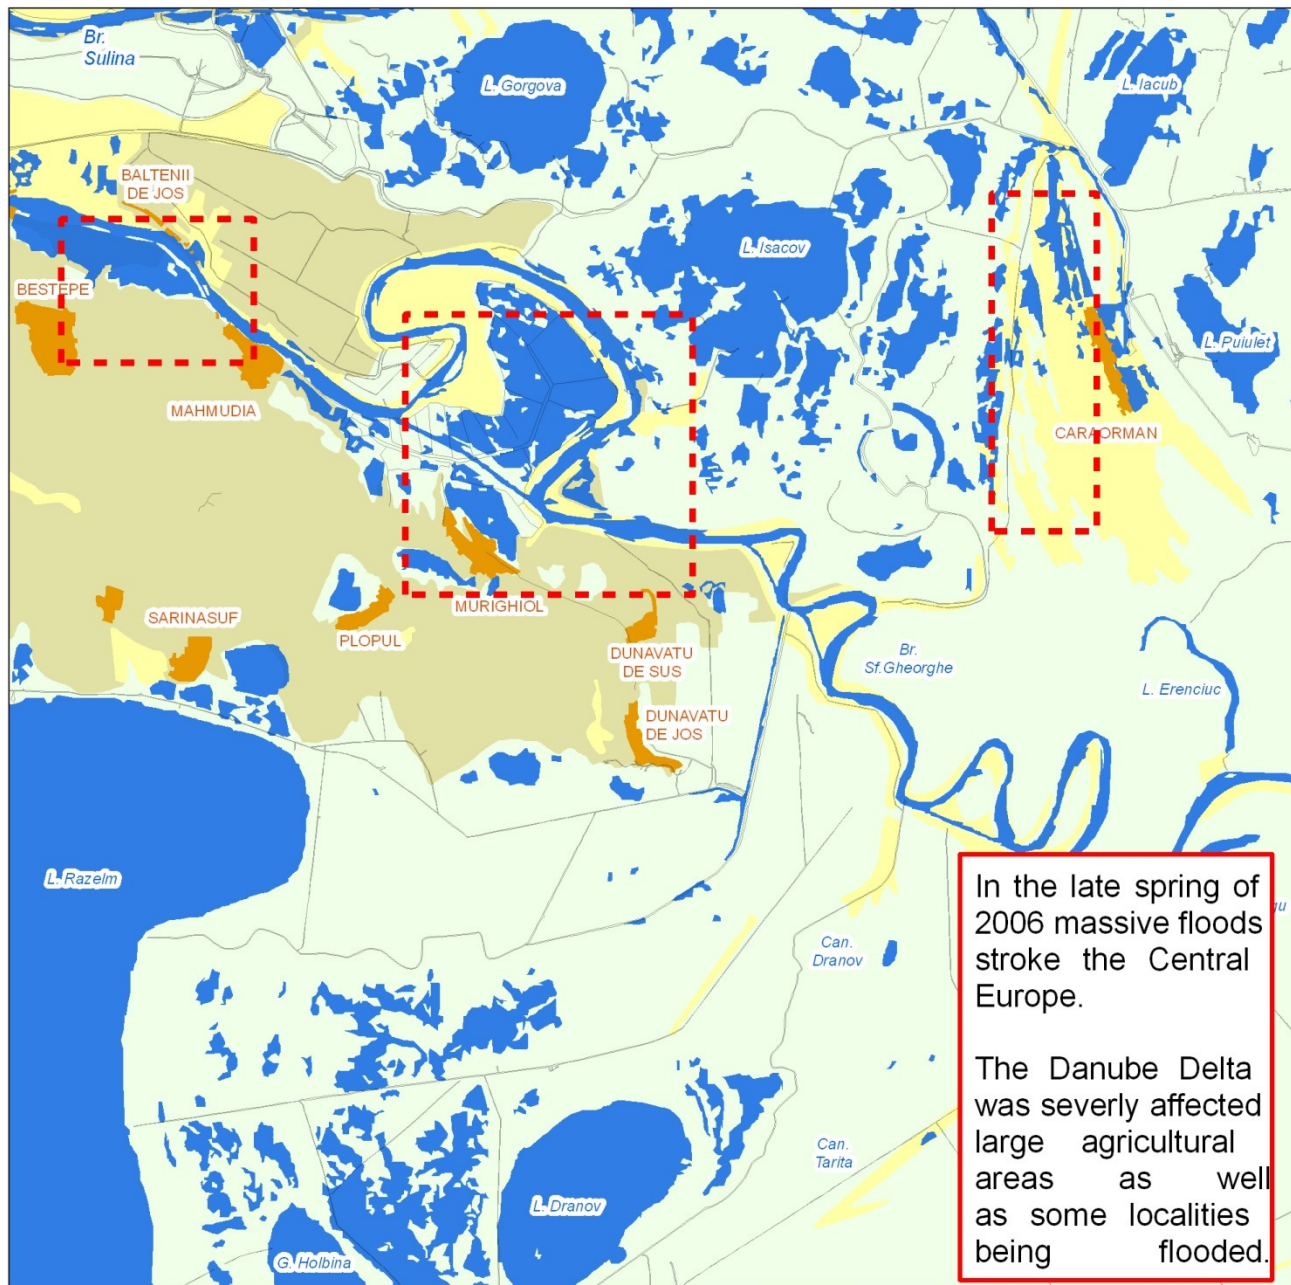 Br.
Sulina
L. Gorgova
L. Iacub
BALTENII
DE JOS
L. Isacov
BESTEPE
L. Puiulet
MAHMUDIA
CARAORMAN
MURIGHIOL
SARINASUF
PLOPUL
DUNAVATU
DE SUS
Br.
Sf.Gheorghe
L. Erenciuc
DUNAVATU
DE JOS
L. Razelm
Can.
Dranov
Can.
Tarita
L. Dranov
G. Holbina
In the late spring of
2006 massive floods
stroke the Central
Europe.
The Danube Delta
was severly affected
large agricultural
areas as well
as some localities
being flooded.